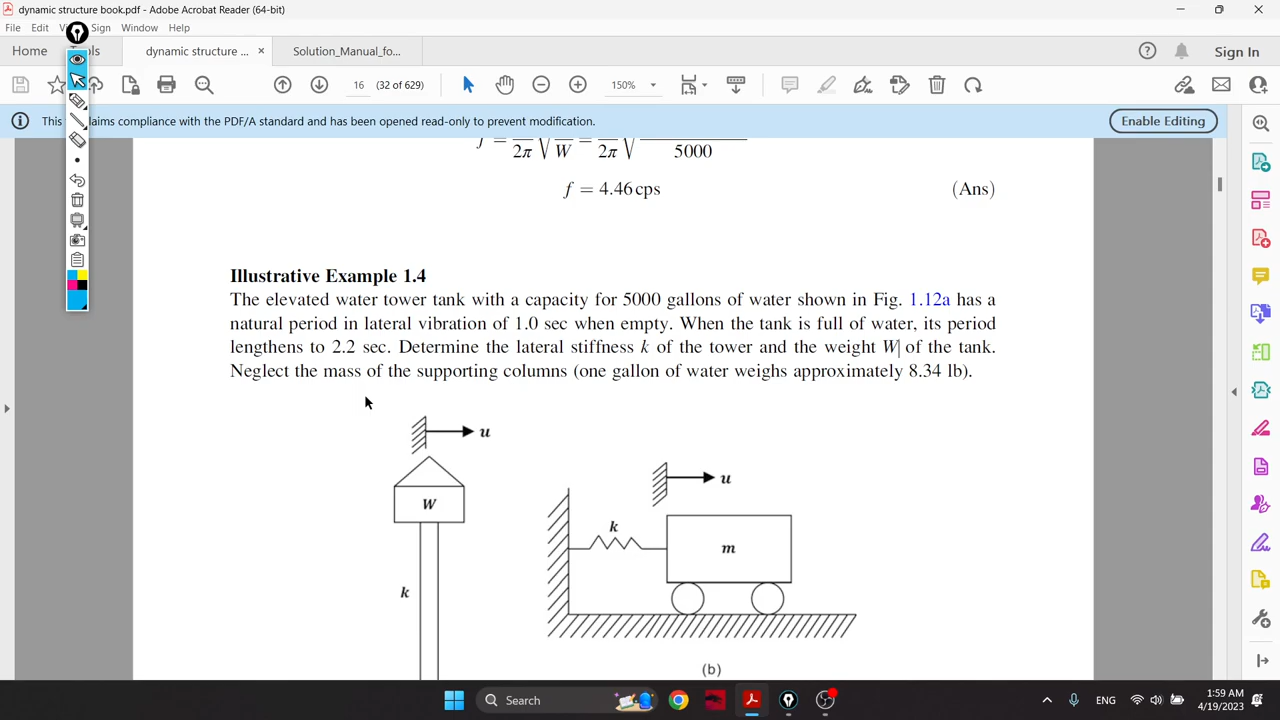 dynamic structure book.pdf - Adobe Acrobat Reader (64-bit)
File Edit Sign Window Help
Home Tools dynamic structure ... × Solution_Manual_fo... Sign In
16 (32 of 629) 150%
This claims compliance with the PDF/A standard and has been opened read-only to prevent modification. Enable Editing
2π W = 2π 5000
f = 4.46 cps (Ans)
Illustrative Example 1.4
The elevated water tower tank with a capacity for 5000 gallons of water shown in Fig. 1.12a has a
natural period in lateral vibration of 1.0 sec when empty. When the tank is full of water, its period
lengthens to 2.2 sec. Determine the lateral stiffness k of the tower and the weight W of the tank.
Neglect the mass of the supporting columns (one gallon of water weighs approximately 8.34 lb).
u
u
W
k
m
k
(b)
Search
ENG
1:59 AM
4/19/2023